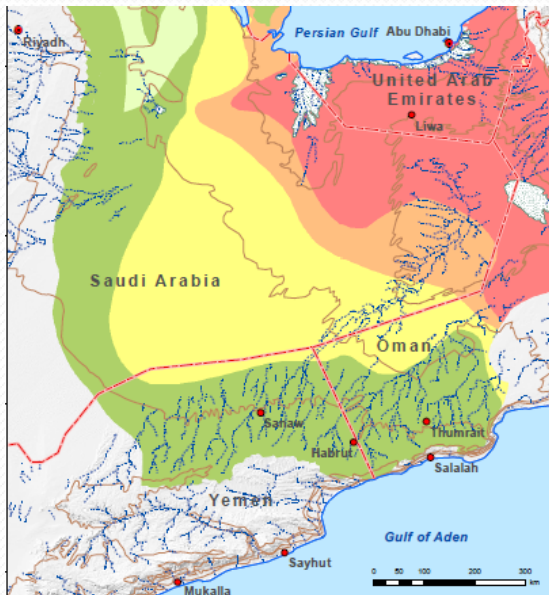 Persian Gulf
Abu Dhabi
Riyadh
United Arab
Emirates
Liwa
Saudi Arabia
Oman
Sanaw
Thumrait
Habrut
Salalah
Yemen
Gulf of Aden
Sayhut
Mukalla
0 50 100 200 300
km